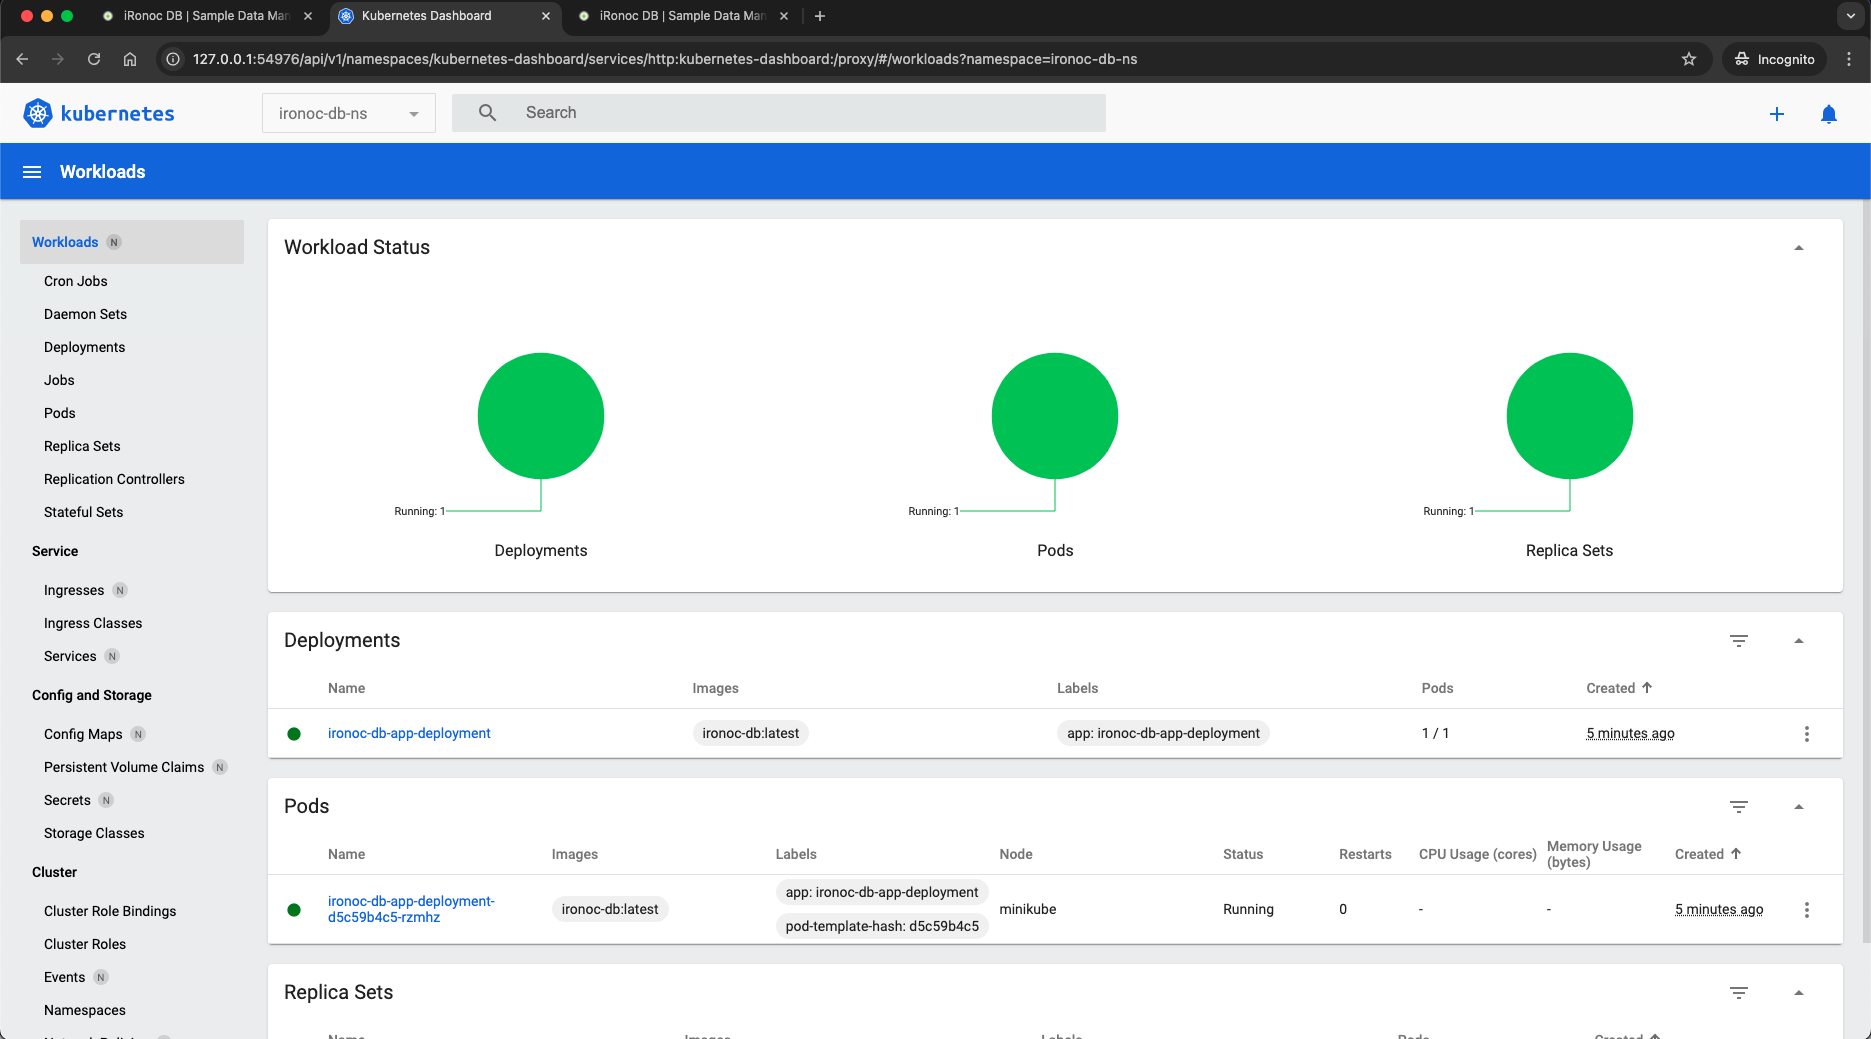 iRonoc DB | Sample Data Man
Kubernetes Dashboard
iRonoc DB | Sample Data Man
127.0.0.1:54976/api/v1/namespaces/kubernetes-dashboard/services/http:kubernetes-dashboard:/proxy/#/workloads?namespace=ironoc-db-ns
Incognito
kubernetes
ironoc-db-ns
Search
Workloads
Workloads N
Cron Jobs
Daemon Sets
Deployments
Jobs
Pods
Replica Sets
Replication Controllers
Stateful Sets
Service
Ingresses N
Ingress Classes
Services N
Config and Storage
Config Maps N
Persistent Volume Claims N
Secrets N
Storage Classes
Cluster
Cluster Role Bindings
Cluster Roles
Events N
Namespaces
Workload Status
Running: 1
Running: 1
Running: 1
Deployments
Pods
Replica Sets
Deployments
Name Images Labels Pods Created
ironoc-db-app-deployment ironoc-db:latest app: ironoc-db-app-deployment 1 / 1 5 minutes ago
Pods
Name Images Labels Node Status Restarts CPU Usage (cores) Memory Usage (bytes) Created
ironoc-db-app-deployment-d5c59b4c5-rzmhz ironoc-db:latest app: ironoc-db-app-deployment pod-template-hash: d5c59b4c5 minikube Running 0 - - 5 minutes ago
Replica Sets
Name Images Labels Pods Created